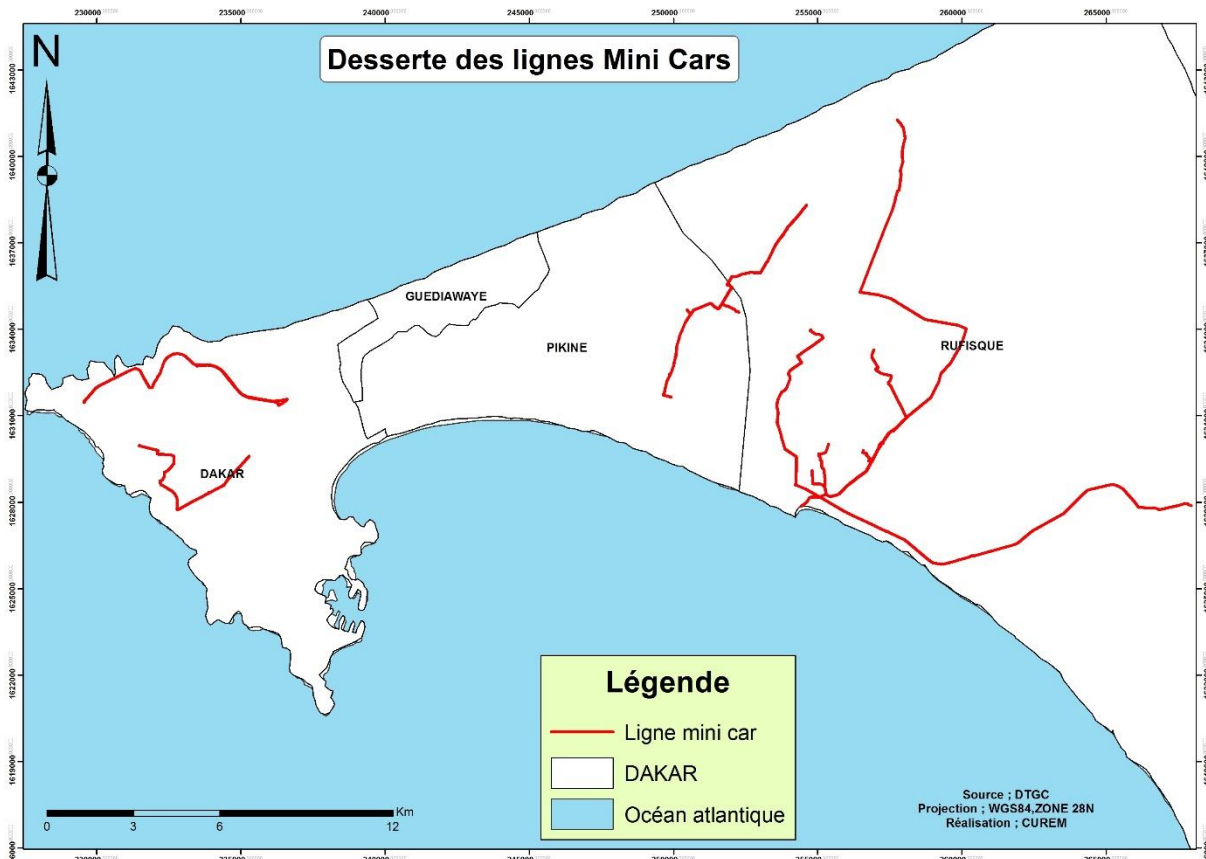 230000
235000
240000
245000
250000
255000
260000
265000
Desserte des lignes Mini Cars
N
1643000
1640000
1637000
1634000
1631000
1628000
1625000
1622000
1619000
GUEDIAWAYE
PIKINE
RUFISQUE
DAKAR
Légende
Ligne mini car
DAKAR
Océan atlantique
Km
0 3 6 12
Source ; DTGC
Projection ; WGS84,ZONE 28N
Réalisation ; CUREM